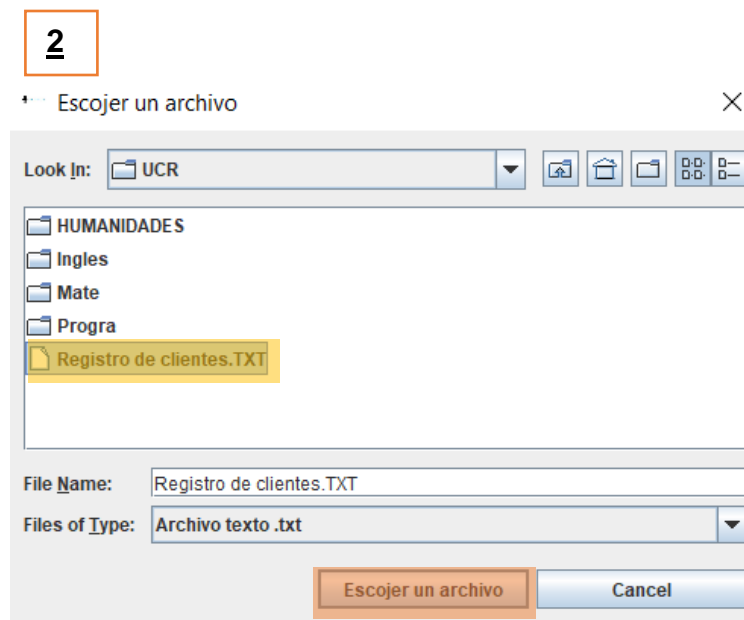 2
Escojer un archivo
Look In: UCR
HUMANIDADES
Ingles
Mate
Progra
Registro de clientes.TXT
File Name: Registro de clientes.TXT
Files of Type: Archivo texto .txt
Escojer un archivo Cancel